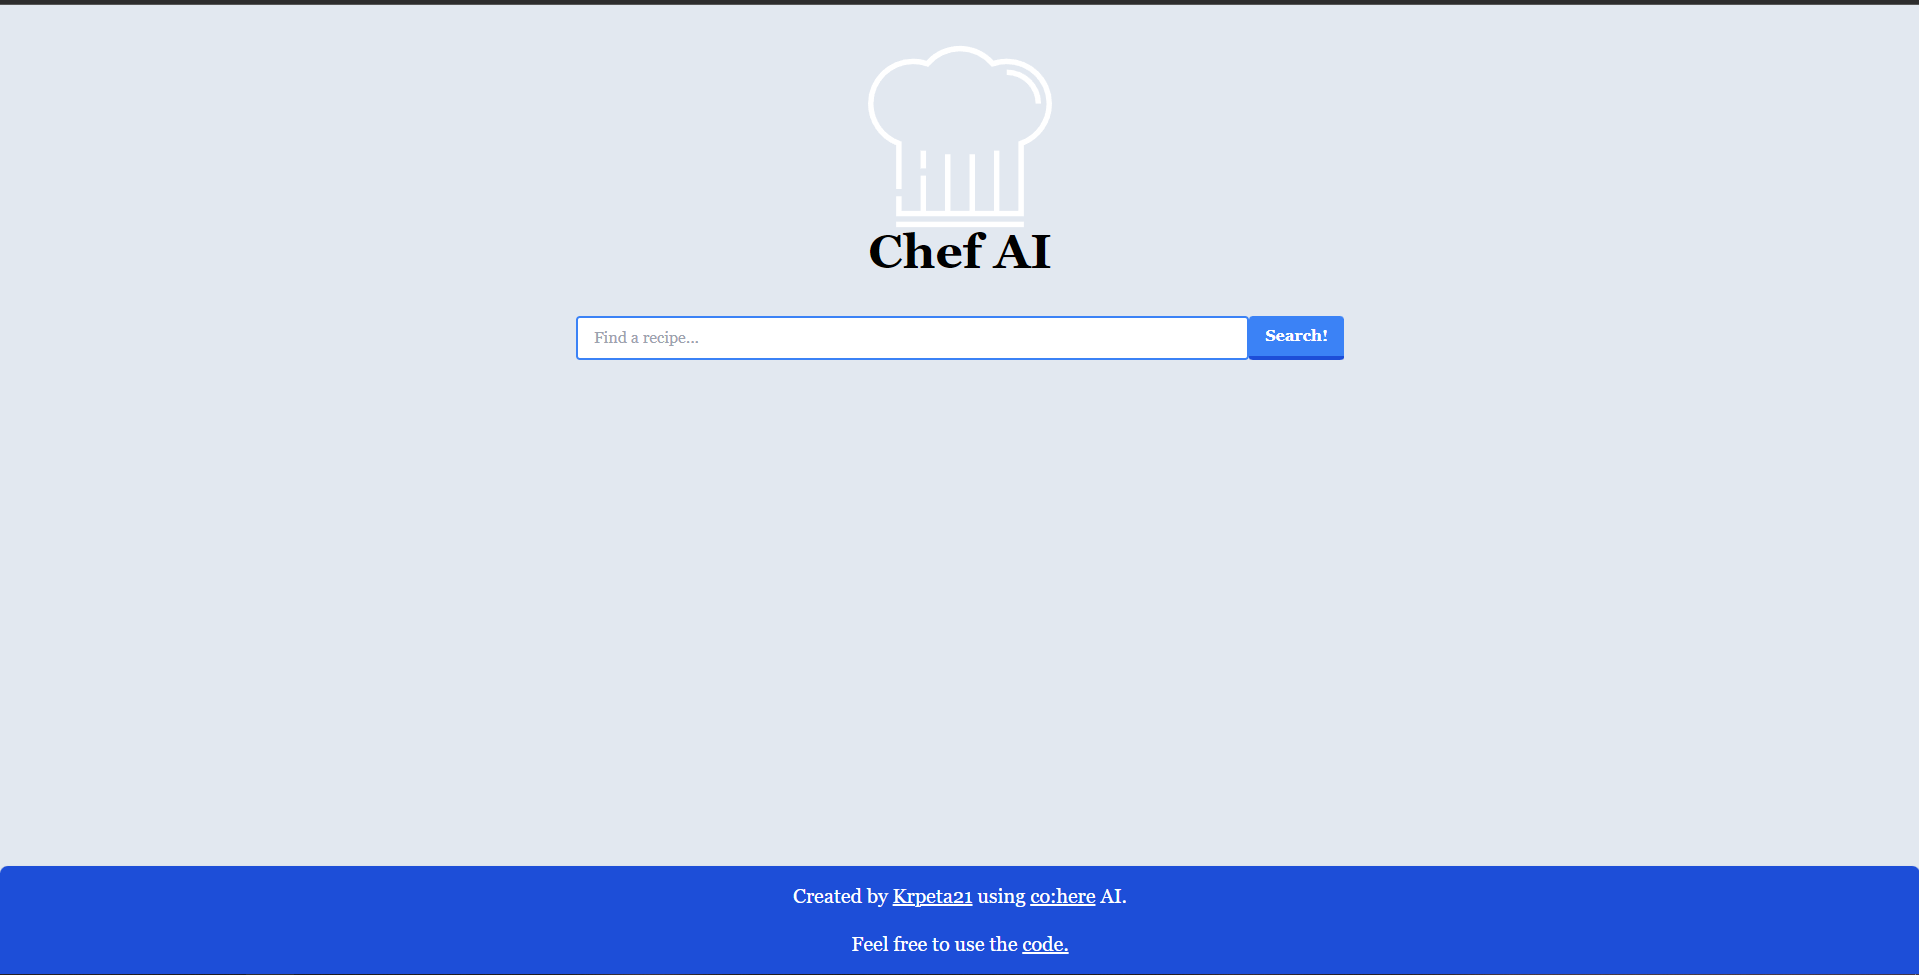 Chef AI
Find a recipe...
Search!
Created by Krpeta21 using co:here AI.
Feel free to use the code.